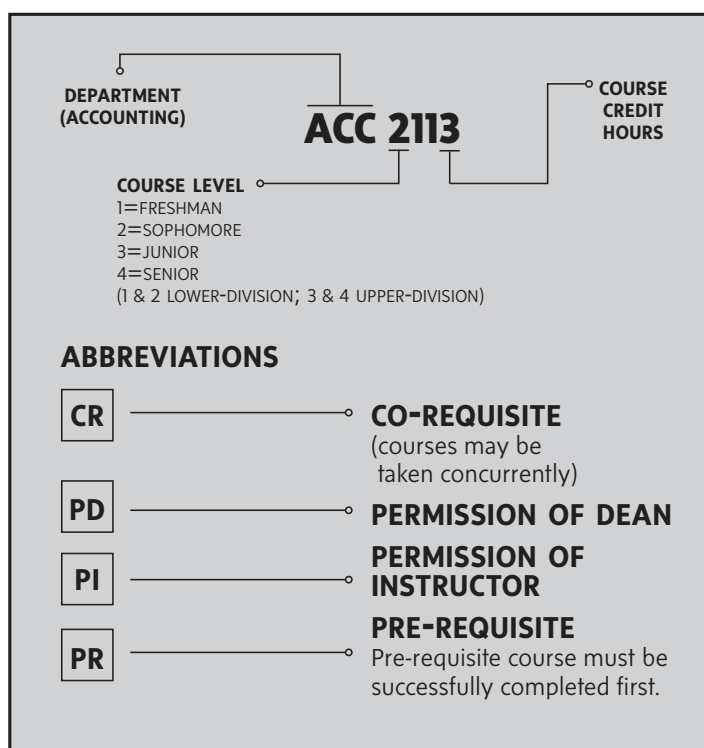 DEPARTMENT
(ACCOUNTING)
ACC 2113
COURSE
CREDIT
HOURS
COURSE LEVEL
1=FRESHMAN
2=SOPHOMORE
3=JUNIOR
4=SENIOR
(1 & 2 LOWER-DIVISION; 3 & 4 UPPER-DIVISION)
ABBREVIATIONS
CR
CO-REQUISITE
(courses may be
taken concurrently)
PD
PERMISSION OF DEAN
PI
PERMISSION OF
INSTRUCTOR
PR
PRE-REQUISITE
Pre-requisite course must be
successfully completed first.